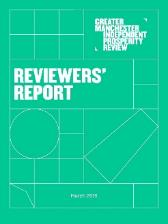 GREATER
MANCHESTER
INDEPENDENT
PROSPERITY
REVIEW
REVIEWERS'
REPORT
March 2019